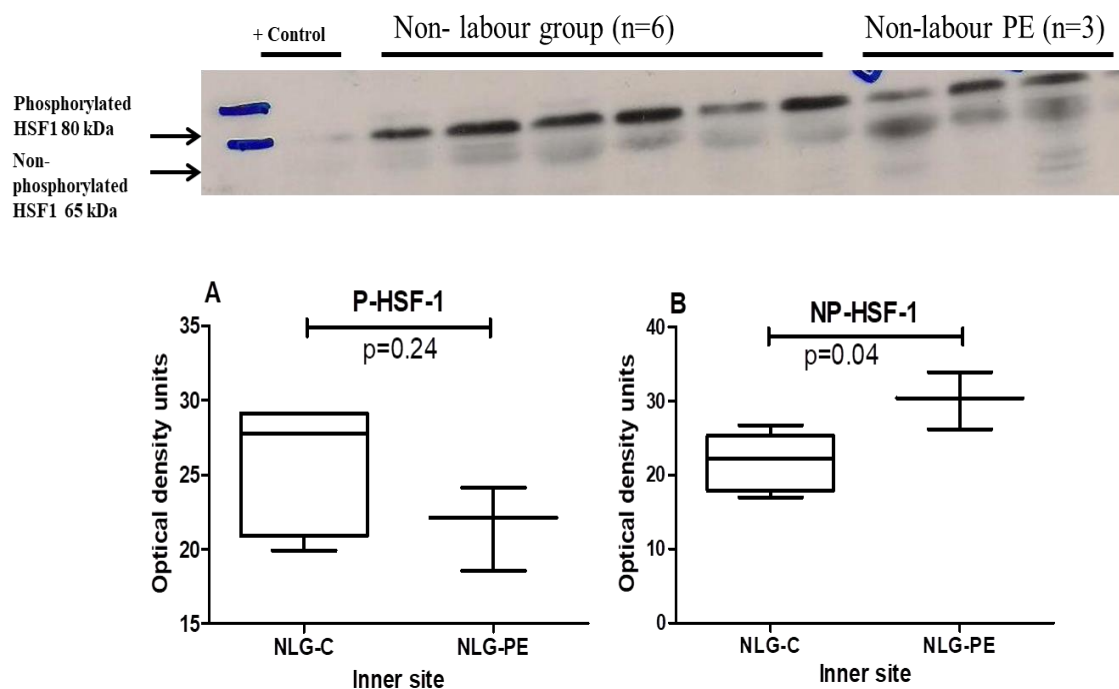 + Control
Non- labour group (n=6)
Non-labour PE (n=3)
Phosphorylated
HSF1 80 kDa
Non-
phosphorylated
HSF1 65 kDa
A
P-HSF-1
p=0.24
35
30
25
20
15
Optical density units
NLG-C
NLG-PE
Inner site
B
NP-HSF-1
p=0.04
40
30
20
10
0
Optical density units
NLG-C
NLG-PE
Inner site